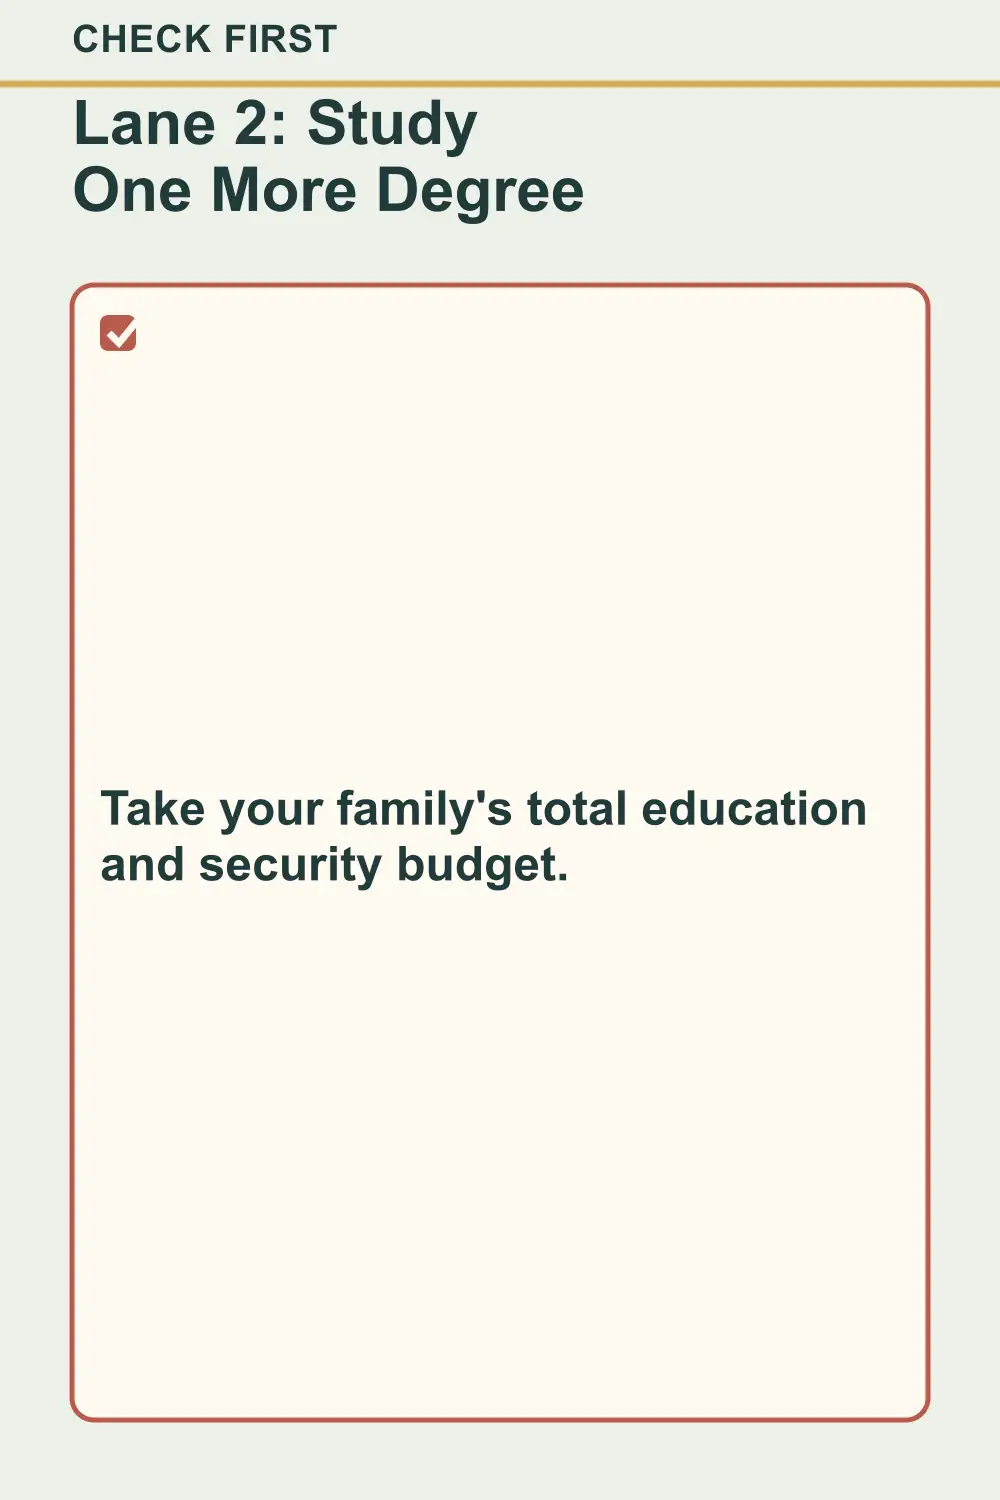 CHECK FIRST
Lane 2: Study
One More Degree
Take your family's total education
and security budget.